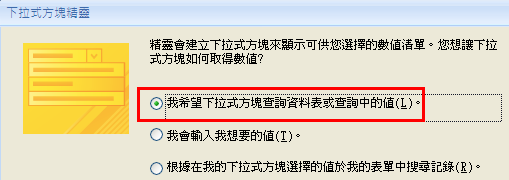 下拉式方塊精靈
精靈會建立下拉式方塊來顯示可供您選擇的數值清單。您想讓下拉
式方塊如何取得數值?
我希望下拉式方塊查詢資料表或查詢中的值(L)。
我會輸入我想要的值(T)。
根據在我的下拉式方塊選擇的值於我的表單中搜尋記錄(R)。